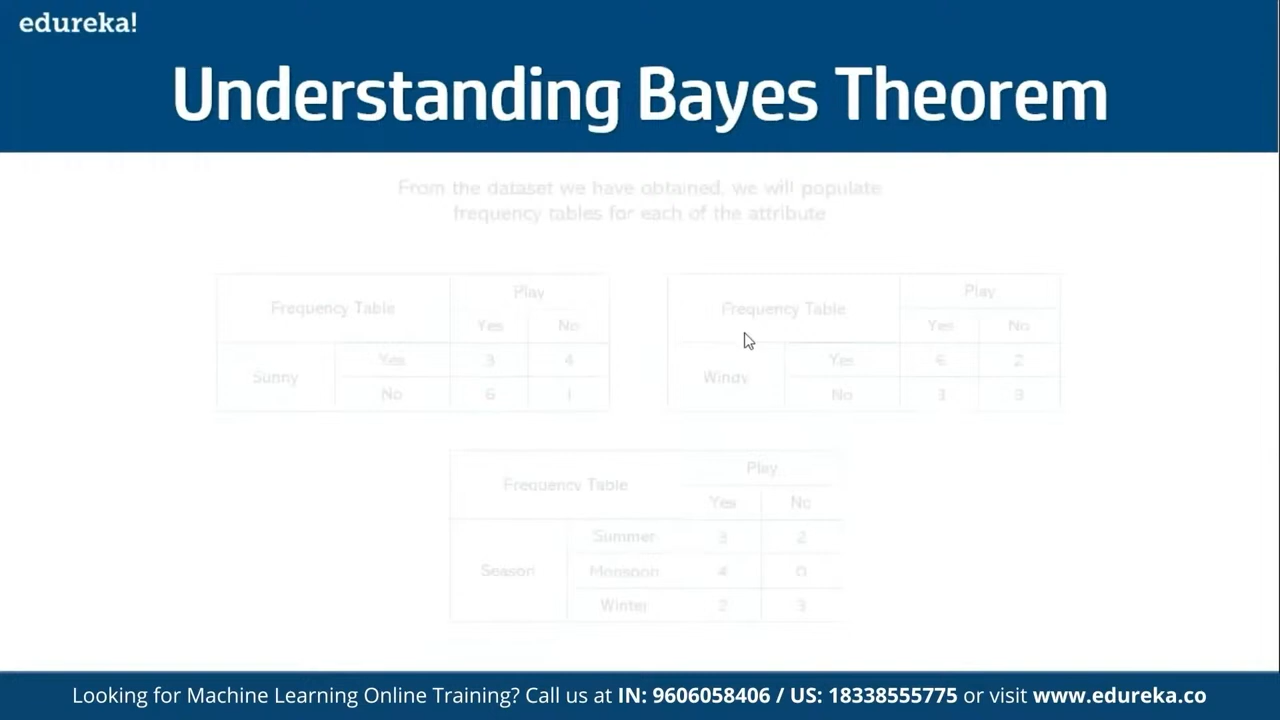 edureka!
Understanding Bayes Theorem
From the dataset we have obtained, we will populate
frequency tables for each of the attribute
Frequency Table Play
Yes No
Sunny Yes 3 4
No 6 1
Frequency Table Play
Yes No
Windy Yes 6 2
No 3 3
Frequency Table Play
Yes No
Season Summer 3 2
Monsoon 4 0
Winter 2 3
Looking for Machine Learning Online Training? Call us at IN: 9606058406 / US: 18338555775 or visit www.edureka.co